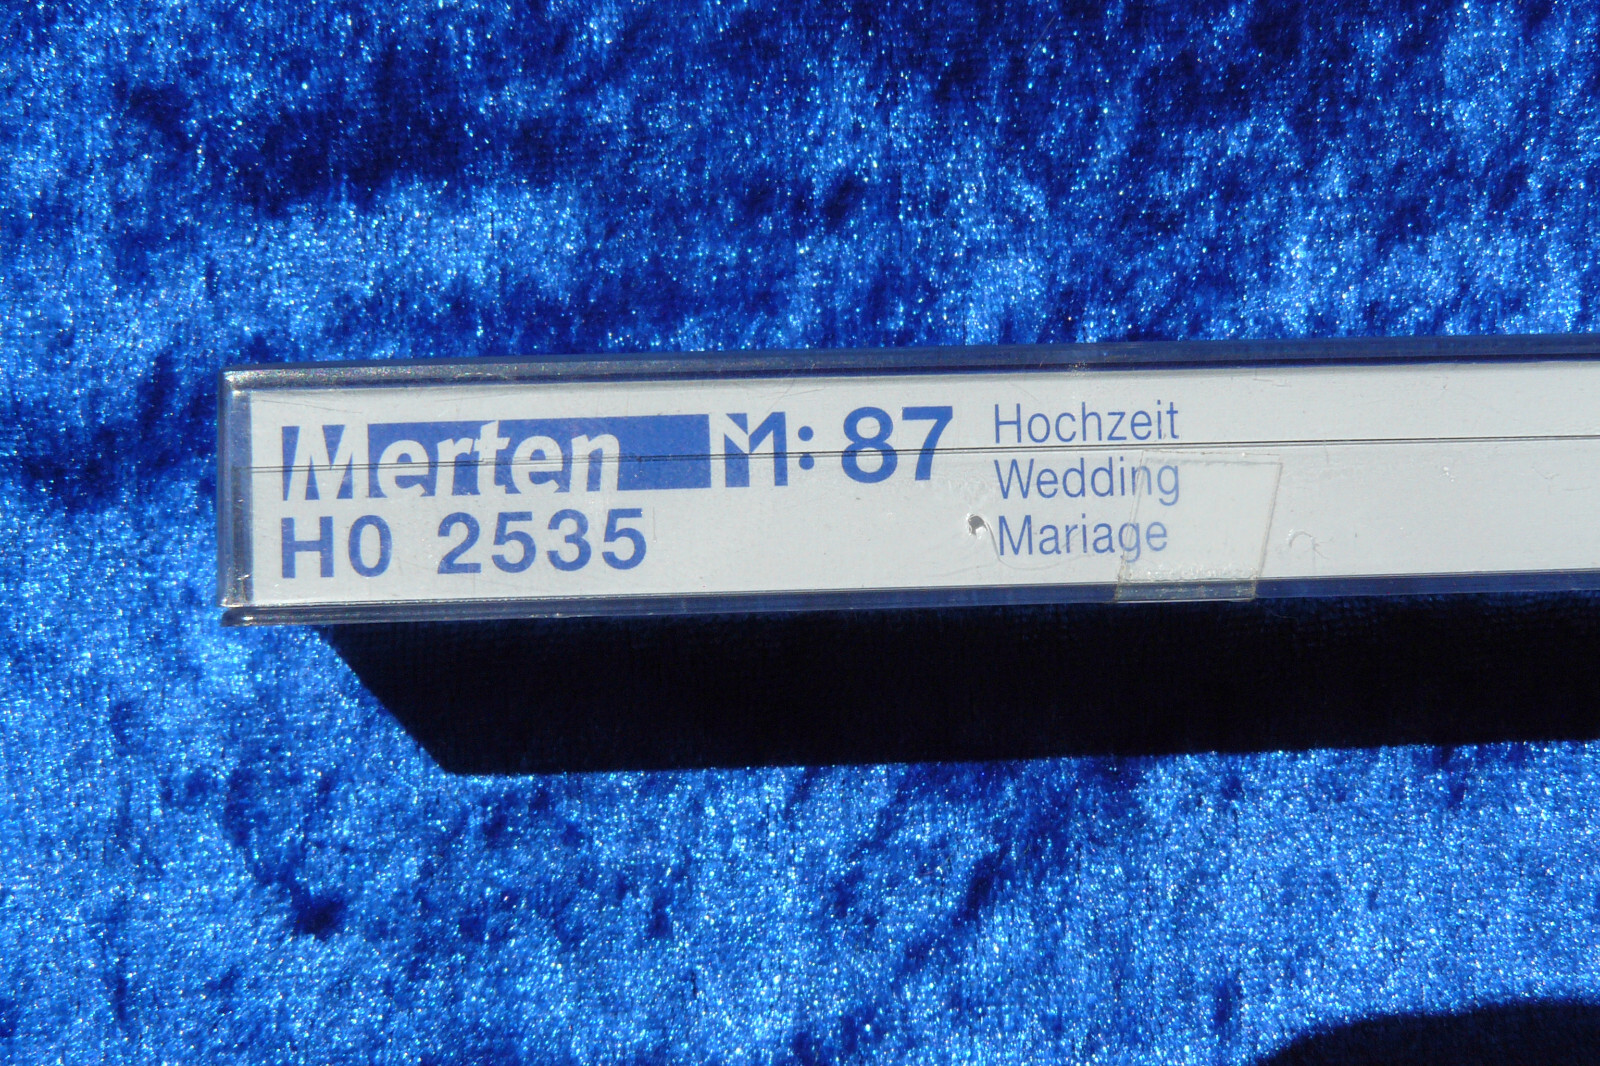 Merten M:87
H0 2535
Hochzeit
Wedding
Mariage